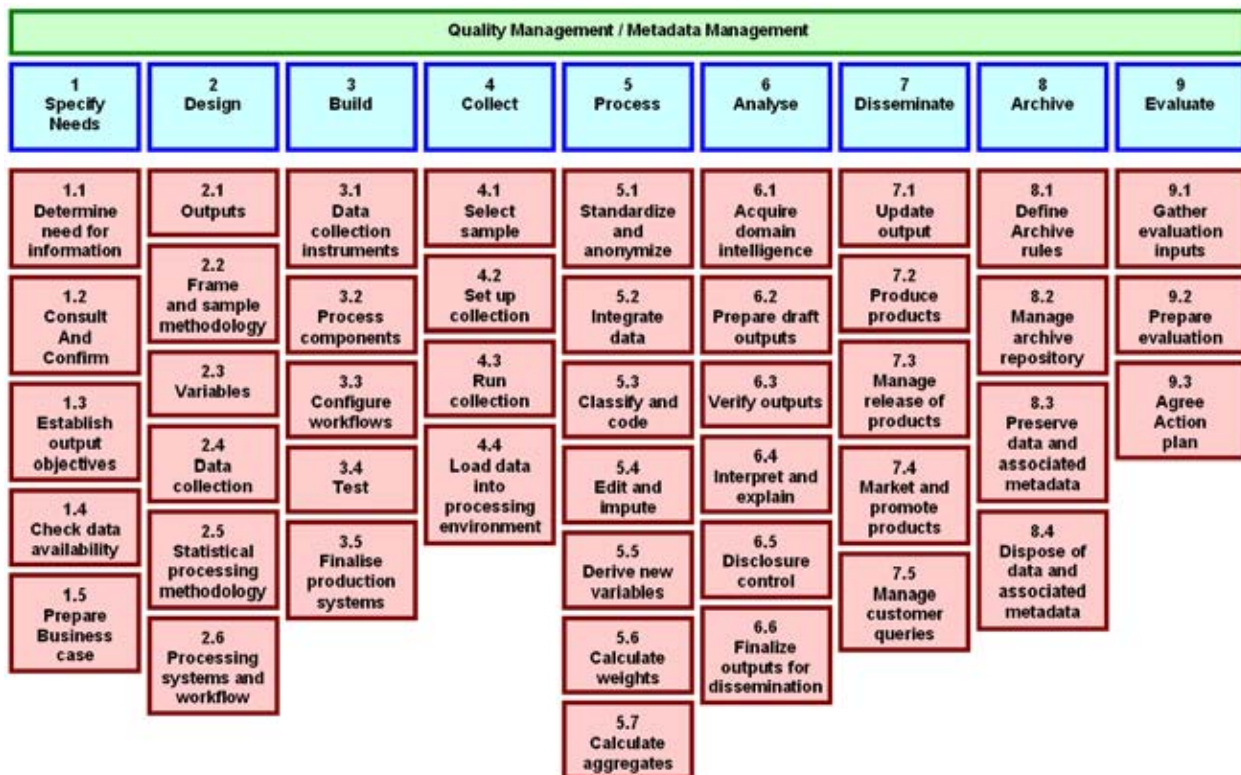 Quality Management / Metadata Management
1
Specify
Needs
2
Design
3
Build
4
Collect
5
Process
6
Analyse
7
Disseminate
8
Archive
9
Evaluate
1.1
Determine
need for
information
1.2
Consult
And
Confirm
1.3
Establish
output
objectives
1.4
Check data
availability
1.5
Prepare
Business
case
2.1
Outputs
2.2
Frame
and sample
methodology
2.3
Variables
2.4
Data
collection
2.5
Statistical
processing
methodology
2.6
Processing
systems and
workflow
3.1
Data
collection
instruments
3.2
Process
components
3.3
Configure
workflows
3.4
Test
3.5
Finalise
production
systems
4.1
Select
sample
4.2
Set up
collection
4.3
Run
collection
4.4
Load data
into
processing
environment
5.1
Standardize
and
anonymize
5.2
Integrate
data
5.3
Classify and
code
5.4
Edit and
impute
5.5
Derive new
variables
5.6
Calculate
weights
5.7
Calculate
aggregates
6.1
Acquire
domain
intelligence
6.2
Prepare draft
outputs
6.3
Verify outputs
6.4
Interpret and
explain
6.5
Disclosure
control
6.6
Finalize
outputs for
dissemination
7.1
Update
output
7.2
Produce
products
7.3
Manage
release of
products
7.4
Market and
promote
products
7.5
Manage
customer
queries
8.1
Define
Archive
rules
8.2
Manage
archive
repository
8.3
Preserve
data and
associated
metadata
8.4
Dispose of
data and
associated
metadata
9.1
Gather
evaluation
inputs
9.2
Prepare
evaluation
9.3
Agree
Action
plan